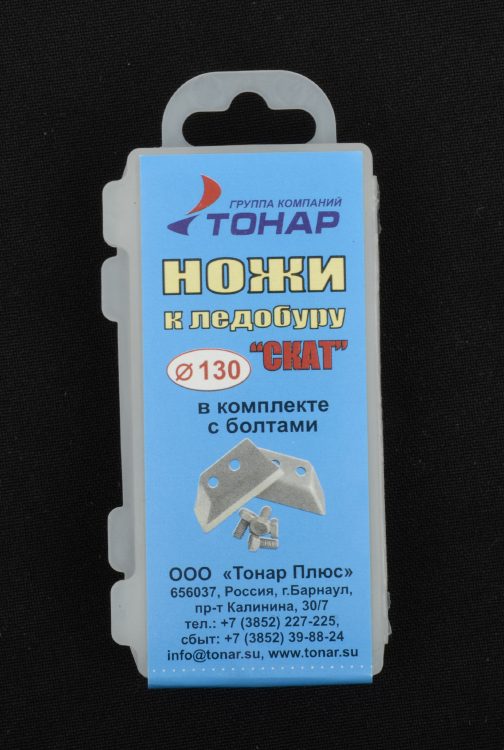 ГРУППА КОМПАНИЙ
ТОНАР
НОЖИ
к ледобуру
"СКАТ"
⌀130
в комплекте
с болтами
ООО «Тонар Плюс»
656037, Россия, г.Барнаул,
пр-т Калинина, 30/7
тел.: +7 (3852) 227-225,
сбыт: +7 (3852) 39-88-24
info@tonar.su, www.tonar.su